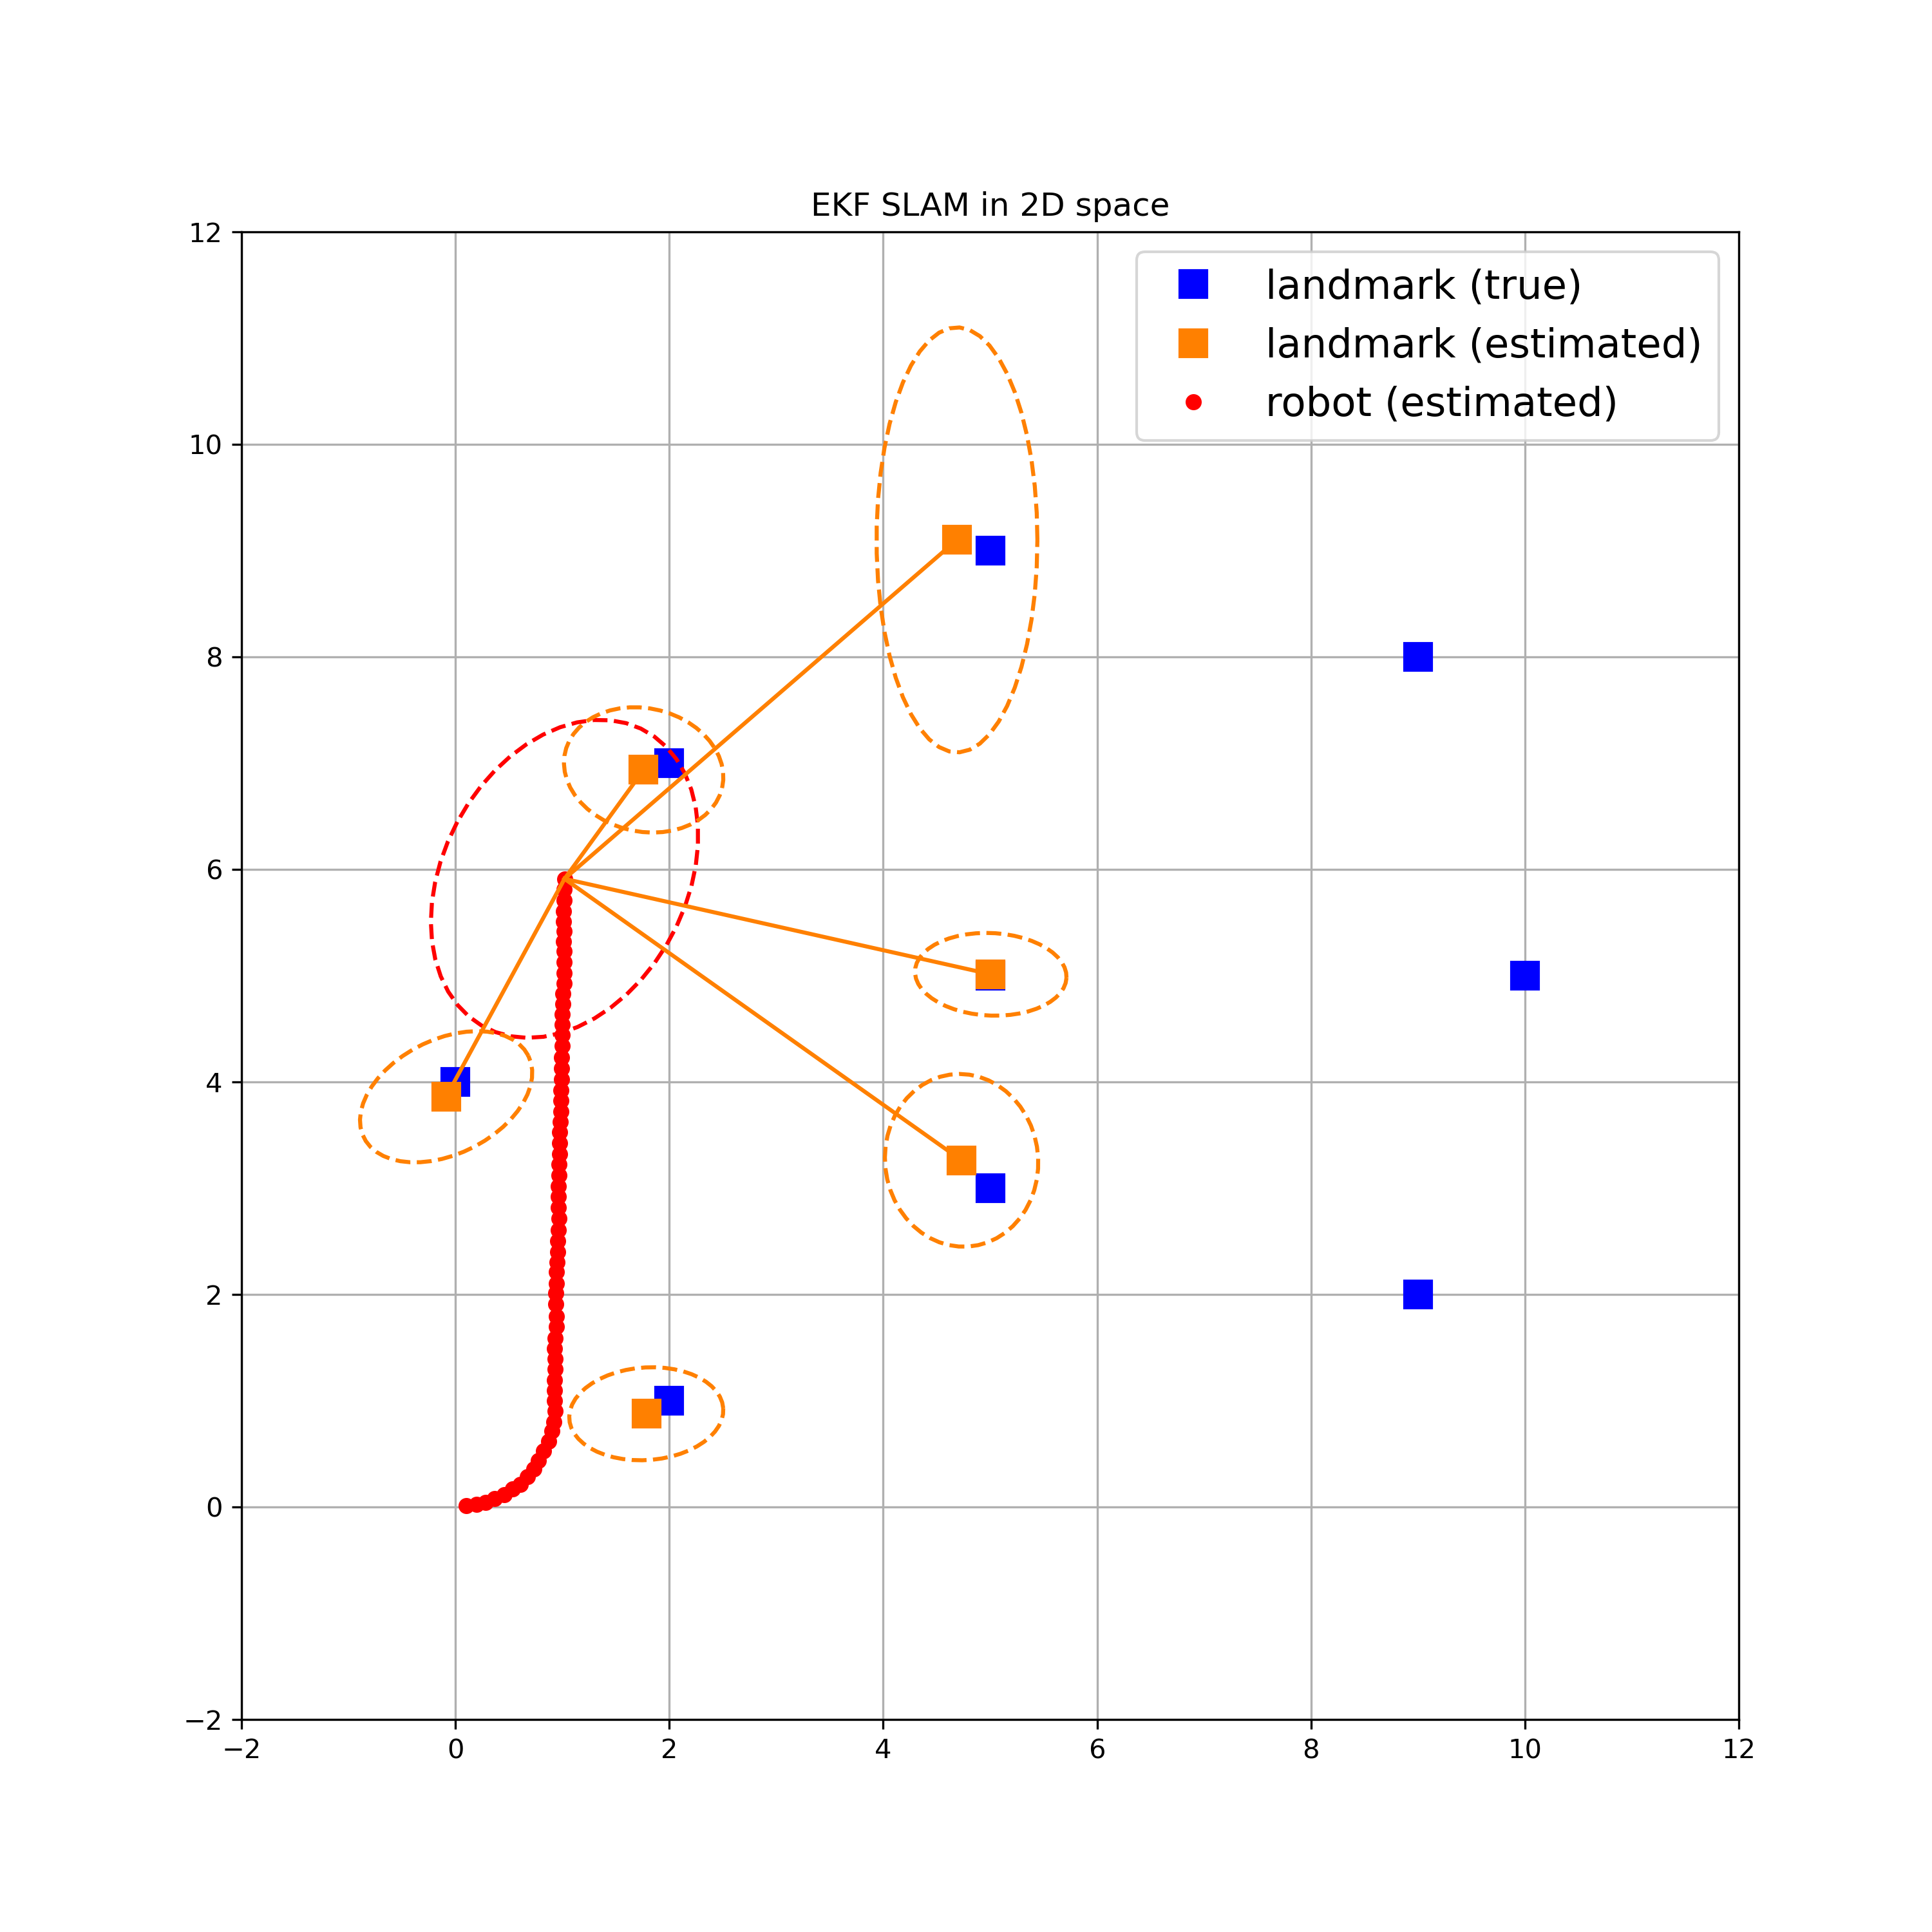 EKF SLAM in 2D space
landmark (true)
landmark (estimated)
robot (estimated)
12
10
8
6
4
2
0
−2
−2 0 2 4 6 8 10 12